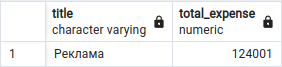 title total_expense
character varying numeric
1 Реклама 124001